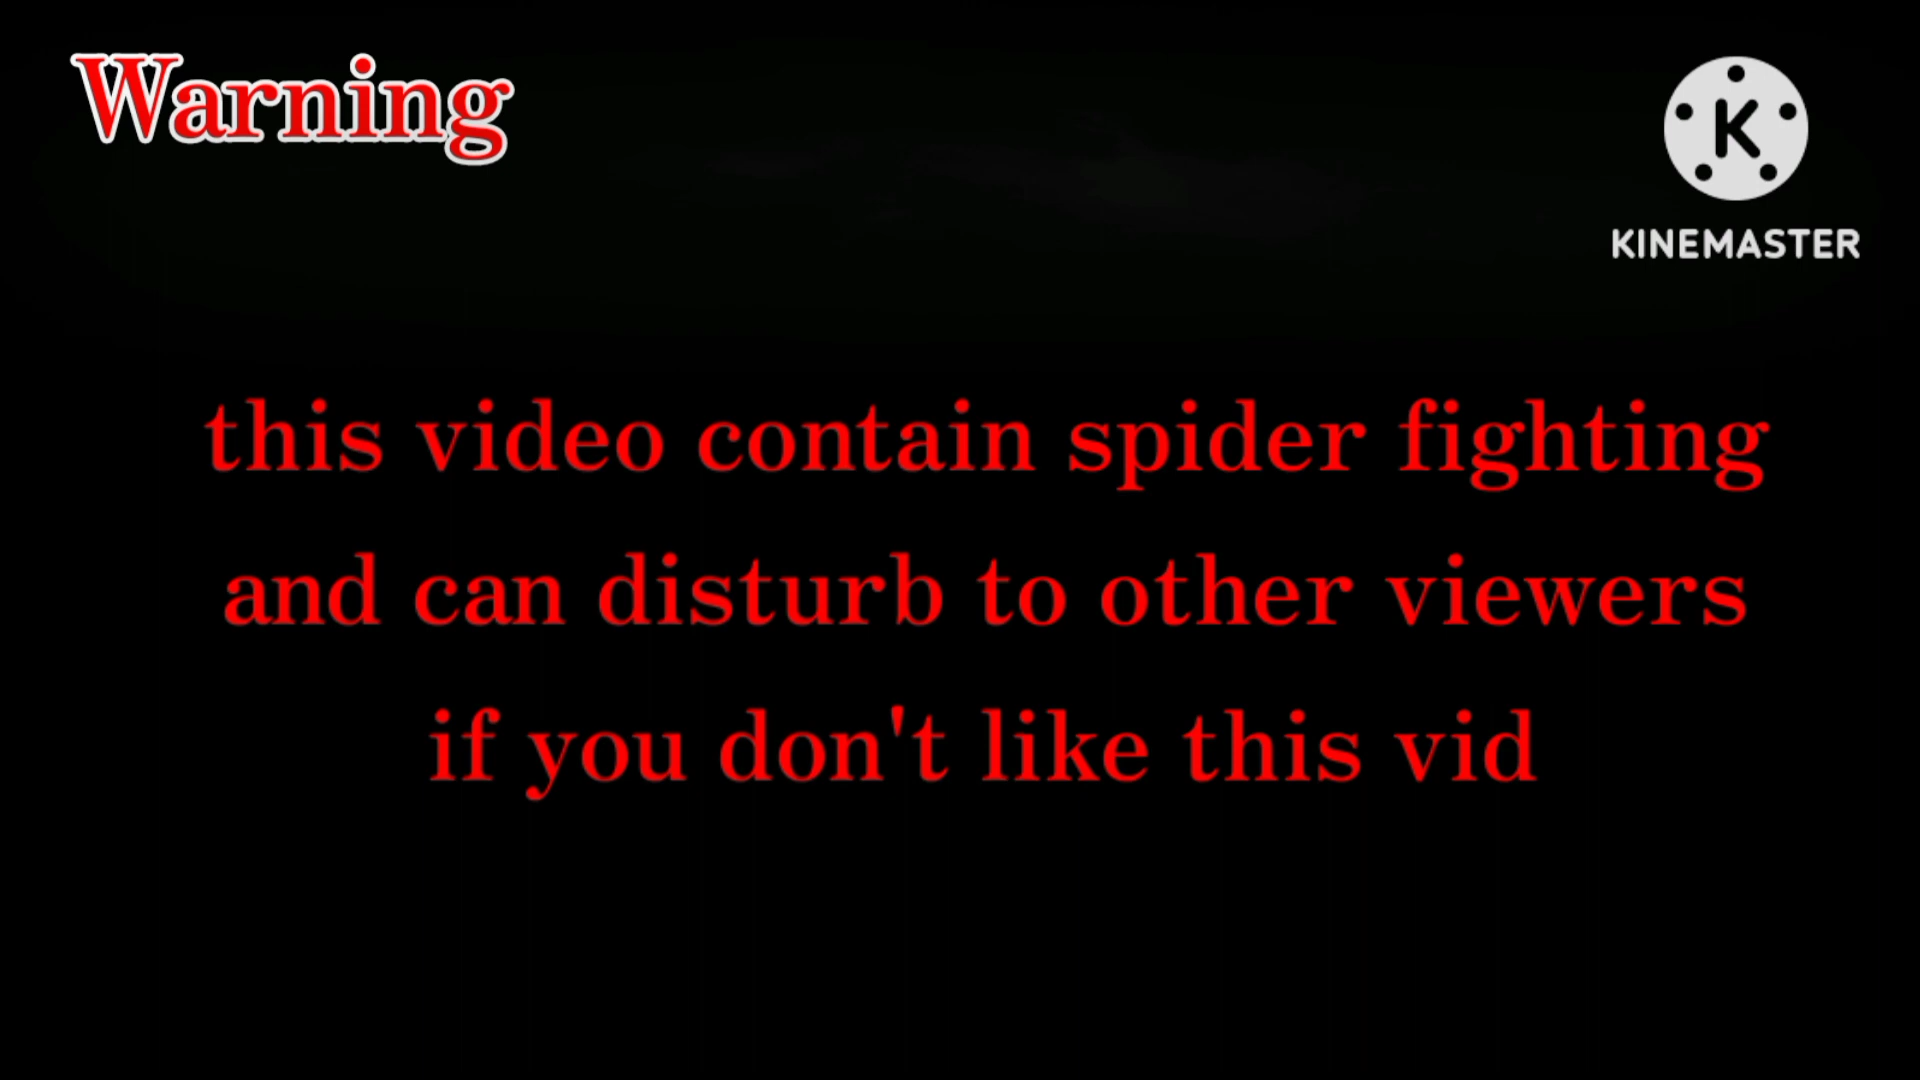 Warning
K
KINEMASTER
this video contain spider fighting
and can disturb to other viewers
if you don't like this vid